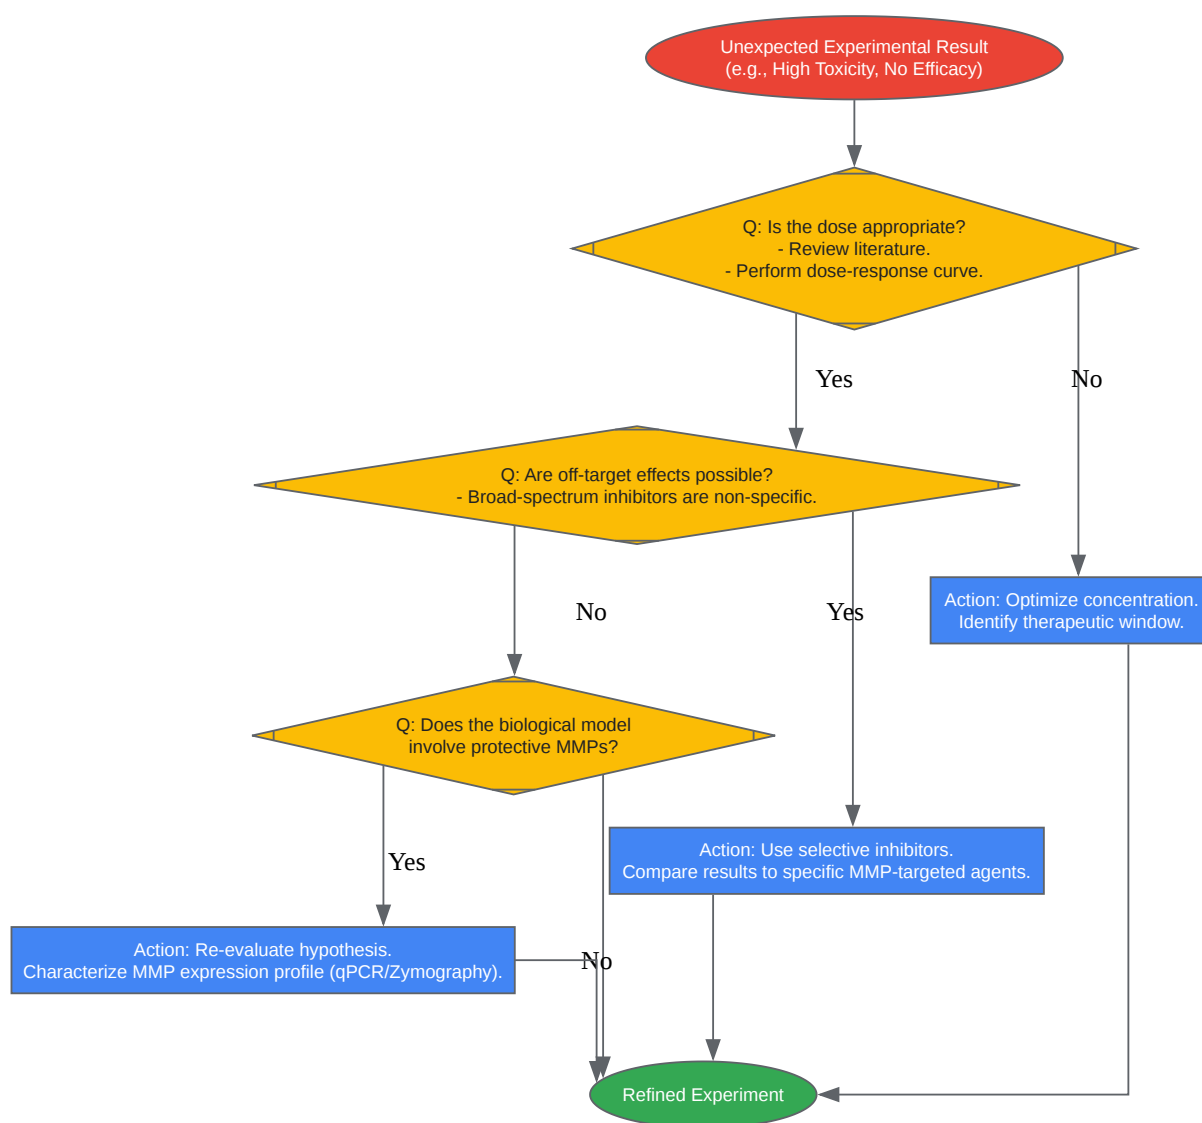 Unexpected Experimental Result
(e.g., High Toxicity, No Efficacy)
Q: Is the dose appropriate?
- Review literature.
- Perform dose-response curve.
Yes
No
Q: Are off-target effects possible?
- Broad-spectrum inhibitors are non-specific.
No
Yes
Action: Optimize concentration.
Identify therapeutic window.
Q: Does the biological model
involve protective MMPs?
Yes
Action: Use selective inhibitors.
Compare results to specific MMP-targeted agents.
Action: Re-evaluate hypothesis.
Characterize MMP expression profile (qPCR/Zymography).
No
Refined Experiment